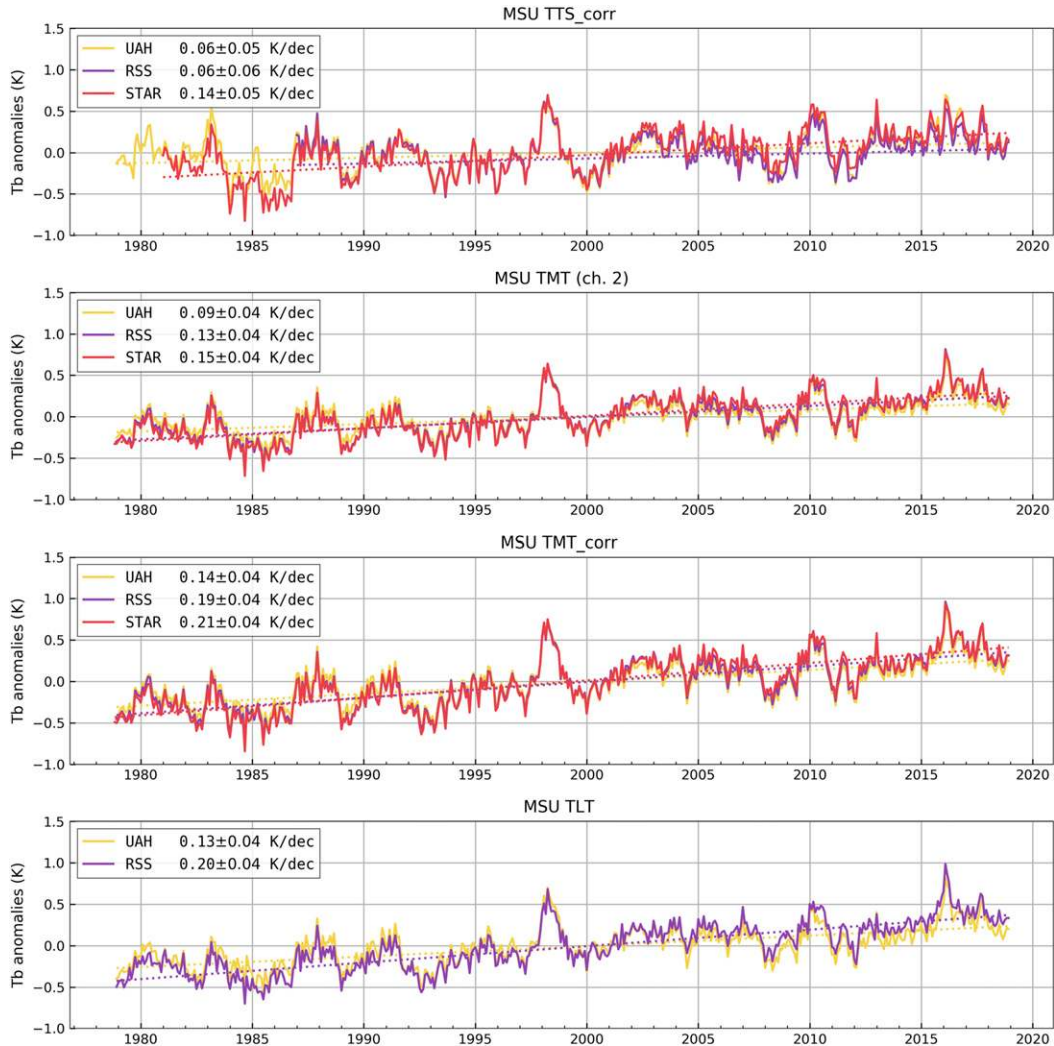 MSU TTS_corr
1.5
1.0
0.5
0.0
−0.5
−1.0
Tb anomalies (K)
UAH 0.06±0.05 K/dec
RSS 0.06±0.06 K/dec
STAR 0.14±0.05 K/dec
1980 1985 1990 1995 2000 2005 2010 2015 2020
MSU TMT (ch. 2)
1.5
1.0
0.5
0.0
−0.5
−1.0
Tb anomalies (K)
UAH 0.09±0.04 K/dec
RSS 0.13±0.04 K/dec
STAR 0.15±0.04 K/dec
1980 1985 1990 1995 2000 2005 2010 2015 2020
MSU TMT_corr
1.5
1.0
0.5
0.0
−0.5
−1.0
Tb anomalies (K)
UAH 0.14±0.04 K/dec
RSS 0.19±0.04 K/dec
STAR 0.21±0.04 K/dec
1980 1985 1990 1995 2000 2005 2010 2015 2020
MSU TLT
1.5
1.0
0.5
0.0
−0.5
−1.0
Tb anomalies (K)
UAH 0.13±0.04 K/dec
RSS 0.20±0.04 K/dec
1980 1985 1990 1995 2000 2005 2010 2015 2020